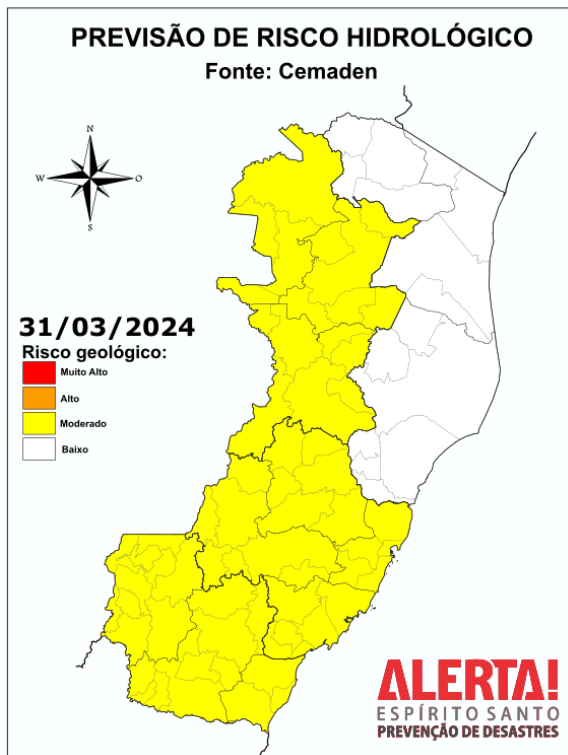 PREVISÃO DE RISCO HIDROLÓGICO
Fonte: Cemaden
N
W
O
S
31/03/2024
Risco geológico:
Muito Alto
Alto
Moderado
Baixo
ALERTA!
ESPÍRITO SANTO
PREVENÇÃO DE DESASTRES